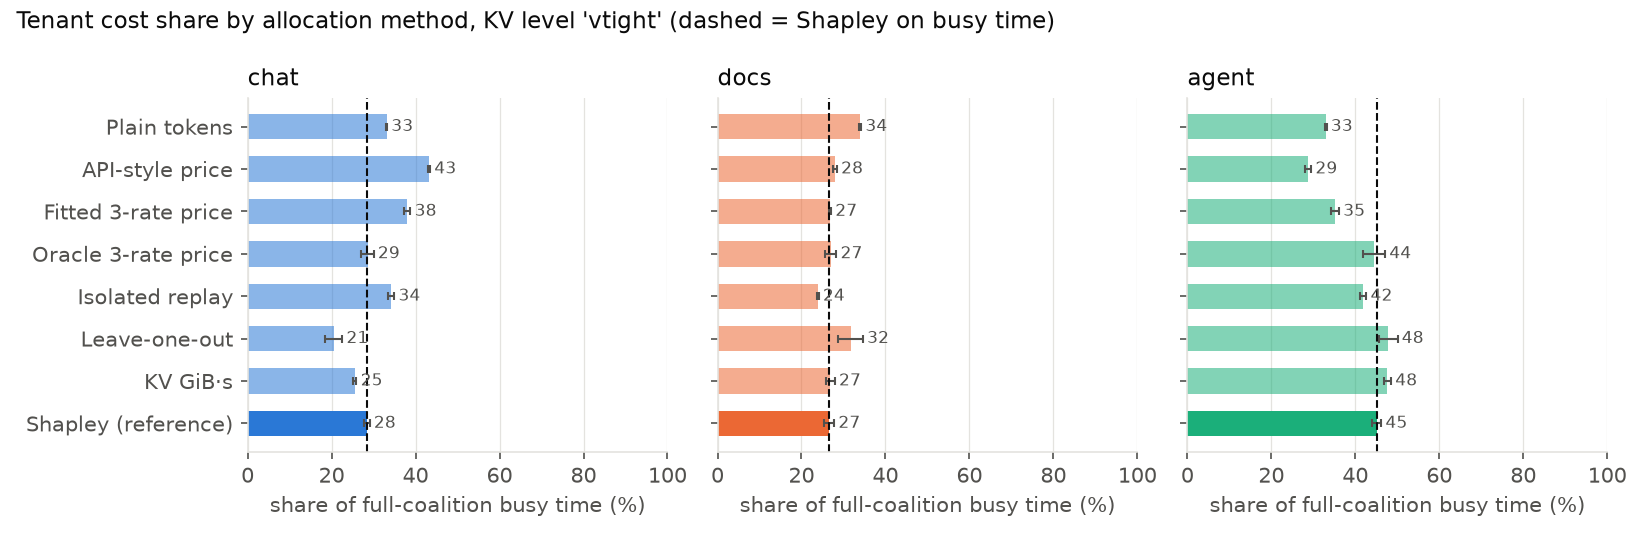 Tenant cost share by allocation method, KV level 'vtight' (dashed = Shapley on busy time)
chat
docs
agent
Plain tokens 33 34 33
API-style price 43 28 29
Fitted 3-rate price 38 27 35
Oracle 3-rate price 29 27 44
Isolated replay 34 24 42
Leave-one-out 21 32 48
KV GiB·s 25 27 48
Shapley (reference) 28 27 45
0 20 40 60 80 100 0 20 40 60 80 100 0 20 40 60 80 100
share of full-coalition busy time (%)
share of full-coalition busy time (%)
share of full-coalition busy time (%)